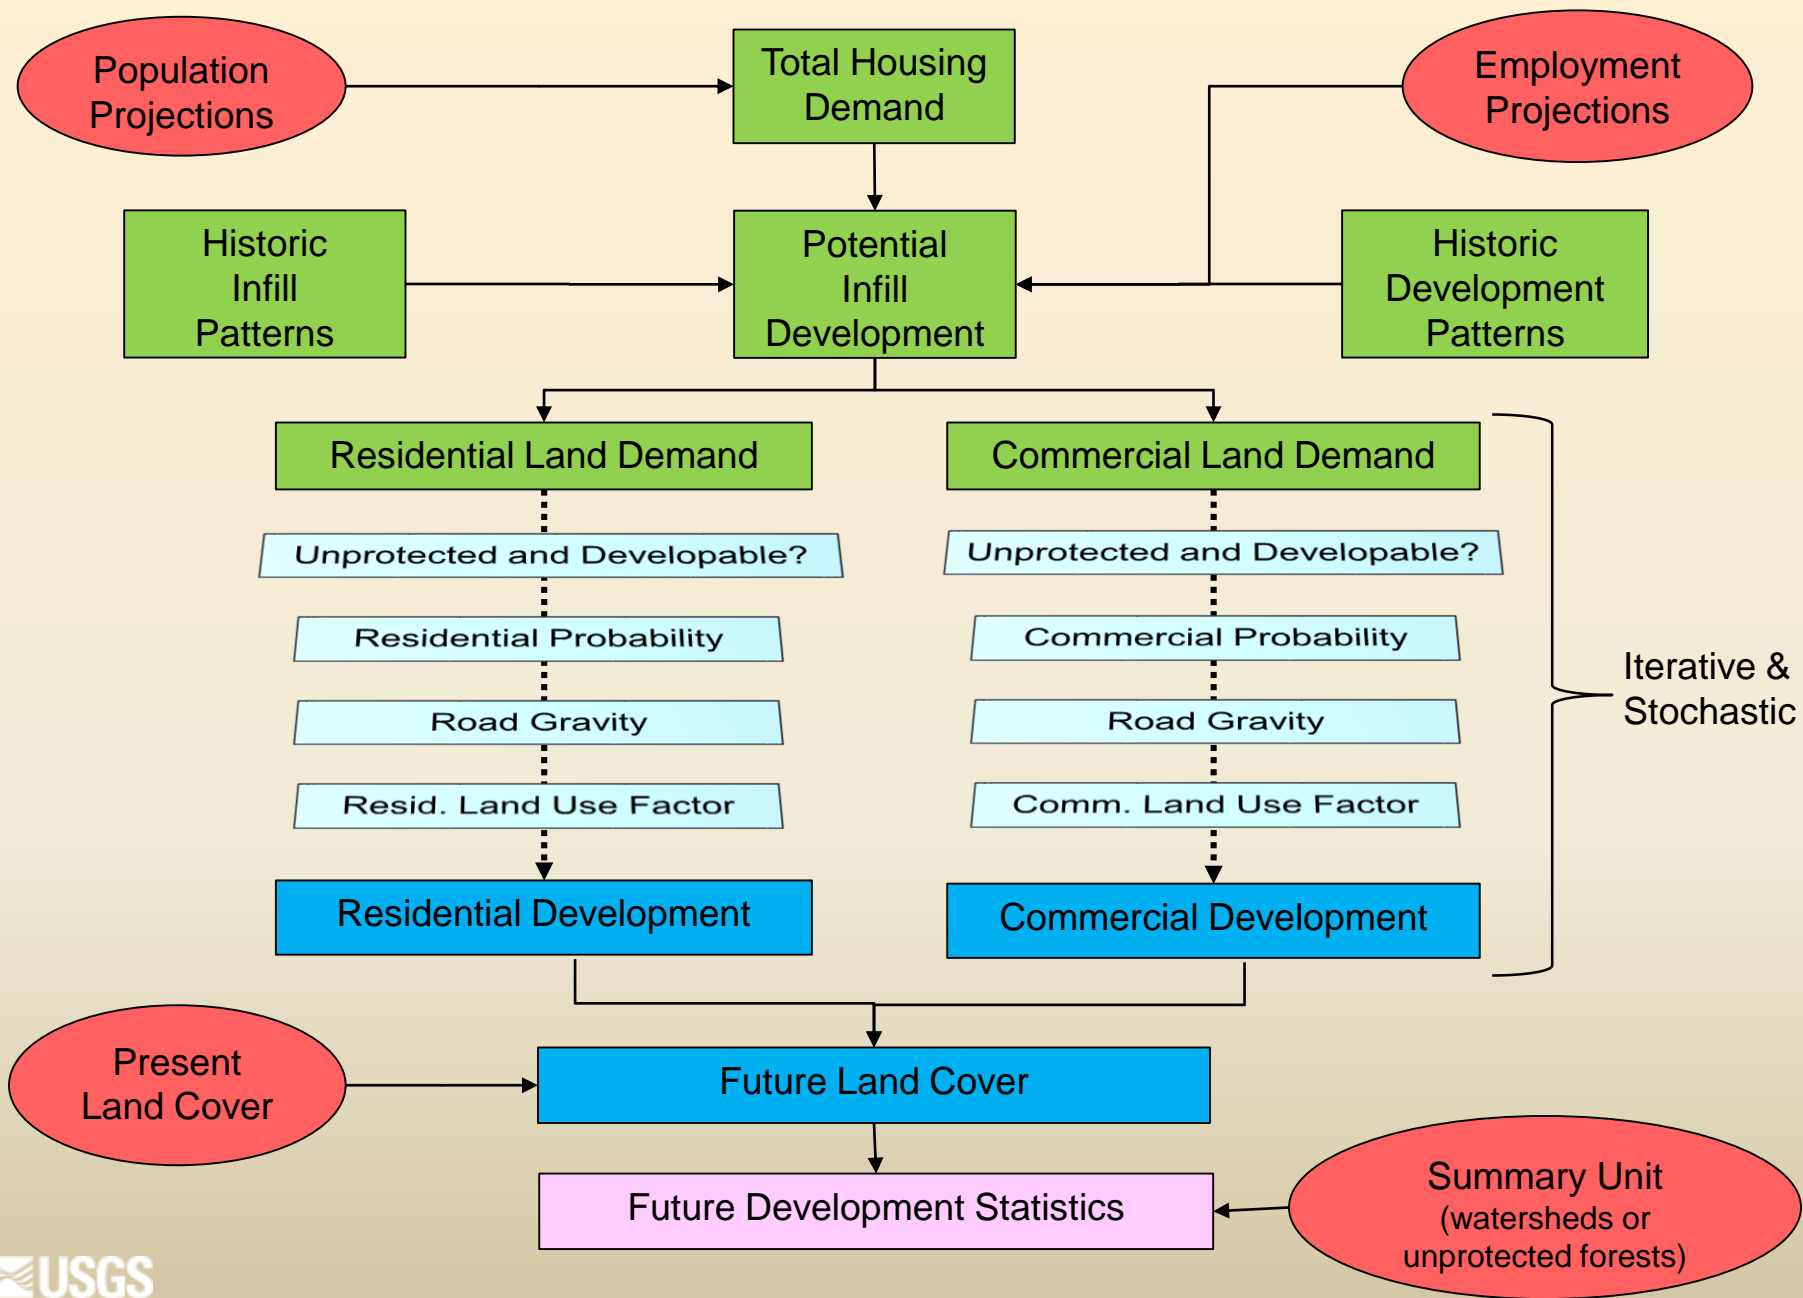 Population
Projections
Total Housing
Demand
Employment
Projections
Historic
Infill
Patterns
Potential
Infill
Development
Historic
Development
Patterns
Residential Land Demand
Commercial Land Demand
Unprotected and Developable?
Unprotected and Developable?
Residential Probability
Commercial Probability
Road Gravity
Road Gravity
Resid. Land Use Factor
Comm. Land Use Factor
Iterative &
Stochastic
Residential Development
Commercial Development
Present
Land Cover
Future Land Cover
Future Development Statistics
Summary Unit
(watersheds or
unprotected forests)
USGS